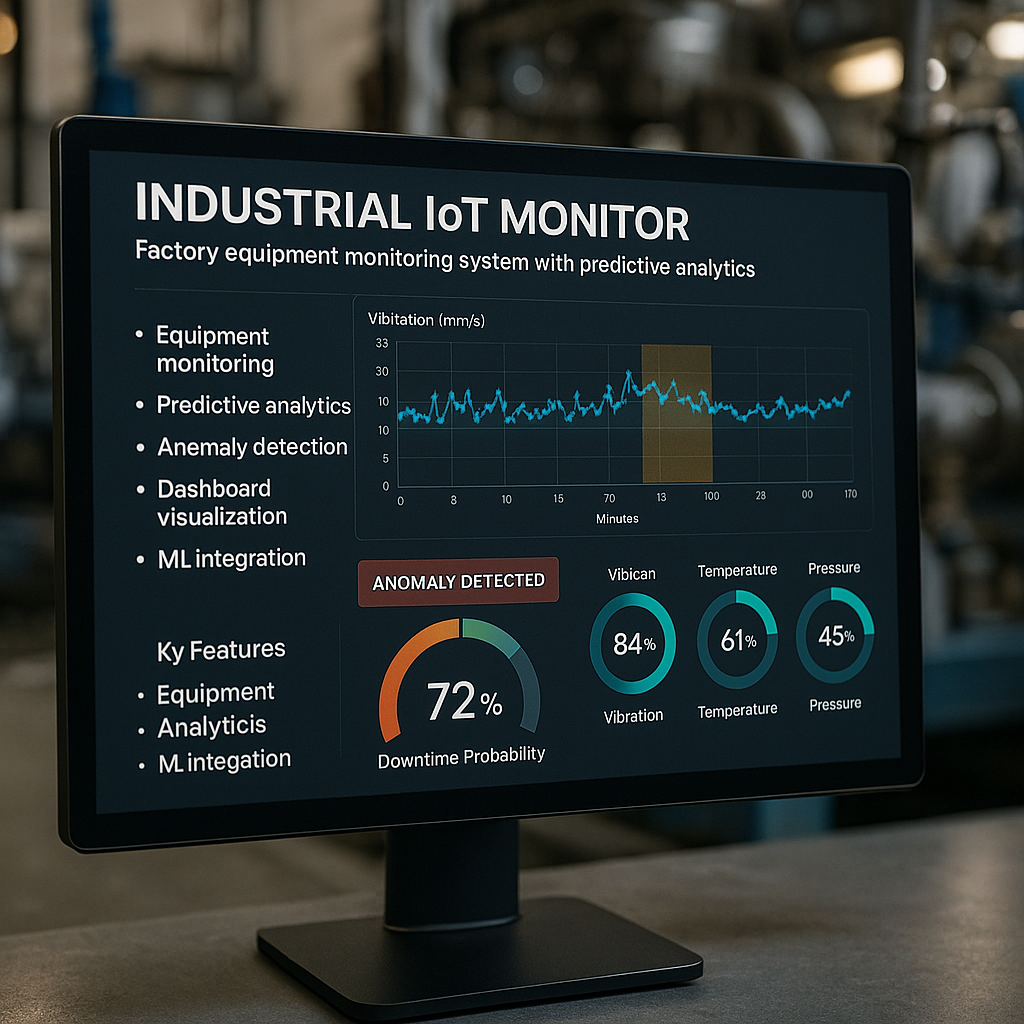 INDUSTRIAL IoT MONITOR
Factory equipment monitoring system with predictive analytics
• Equipment
monitoring
• Predictive analytics
• Anemaly detection
• Dashboard
visualization
• ML integration
Ky Features
• Equipment
• Analyticis
• ML integation
Vibitation (mm/s)
33
30
10
10
5
0
0 8 10 15 70 13 100 28 00 170
Minutes
ANOMALY DETECTED
72%
Downtime Probability
Vibican Temperature Pressure
84% 61% 45%
Vibration Temperature Pressure